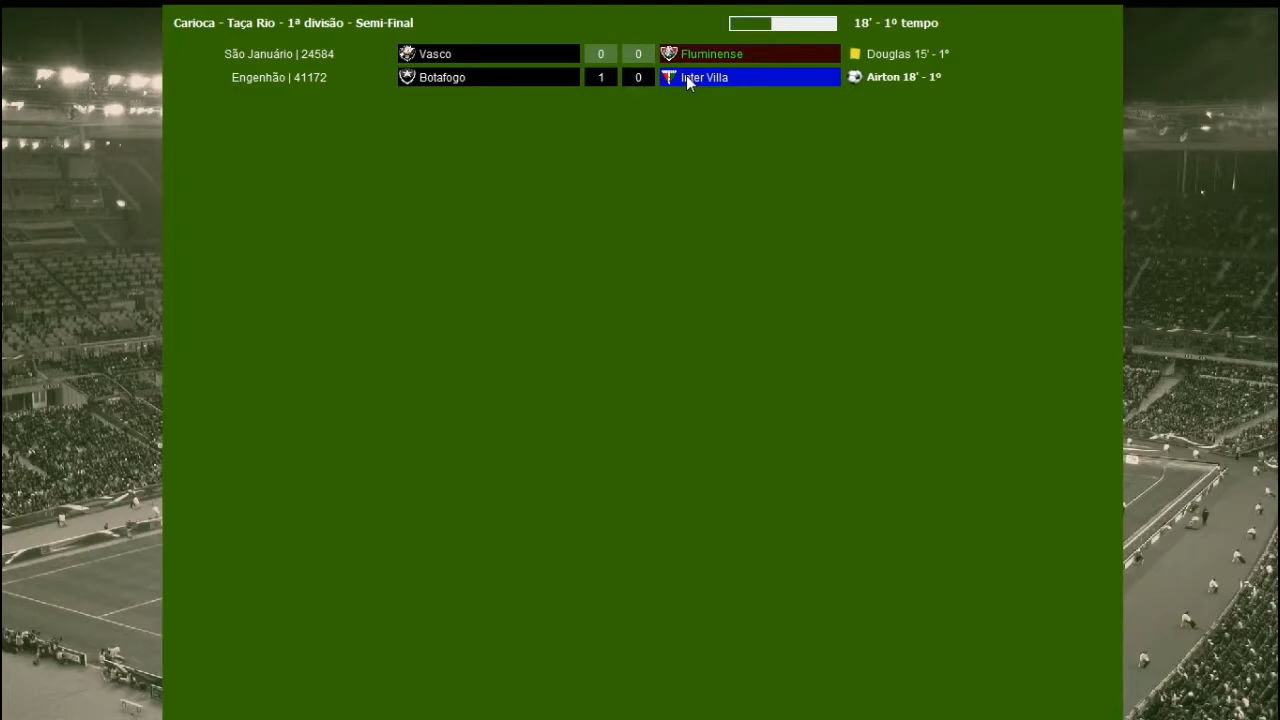 Carioca - Taça Rio - 1ª divisão - Semi-Final 18' - 1º tempo
São Januário | 24584 Vasco 0 0 Fluminense Douglas 15' - 1º
Engenhão | 41172 Botafogo 1 0 Inter Villa Airton 18' - 1º